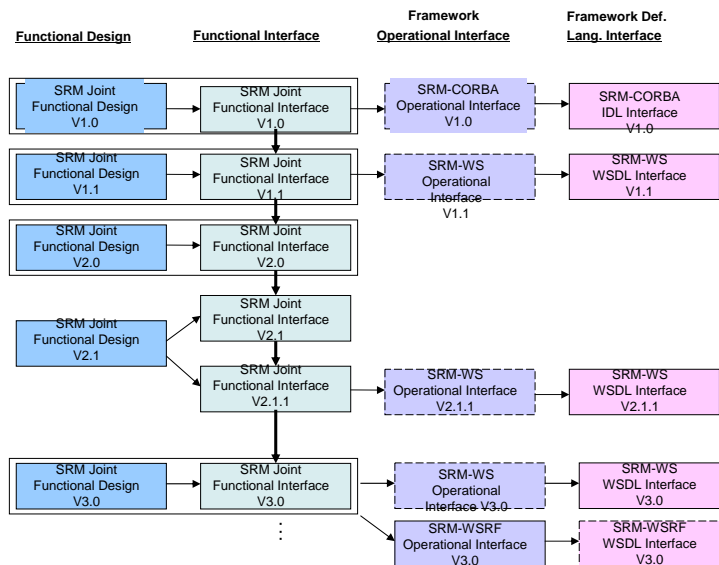 Functional Design
Functional Interface
Framework
Operational Interface
Framework Def.
Lang. Interface
SRM Joint
Functional Design
V1.0
SRM Joint
Functional Interface
V1.0
SRM-CORBA
Operational Interface
V1.0
SRM-CORBA
IDL Interface
V1.0
SRM Joint
Functional Design
V1.1
SRM Joint
Functional Interface
V1.1
SRM-WS
Operational
Interface
V1.1
SRM-WS
WSDL Interface
V1.1
SRM Joint
Functional Design
V2.0
SRM Joint
Functional Interface
V2.0
SRM Joint
Functional Design
V2.1
SRM Joint
Functional Interface
V2.1
SRM Joint
Functional Interface
V2.1.1
SRM-WS
Operational Interface
V2.1.1
SRM-WS
WSDL Interface
V2.1.1
SRM Joint
Functional Design
V3.0
SRM Joint
Functional Interface
V3.0
SRM-WS
Operational
Interface V3.0
SRM-WS
WSDL Interface
V3.0
⋮
SRM-WSRF
Operational Interface
V3.0
SRM-WSRF
WSDL Interface
V3.0